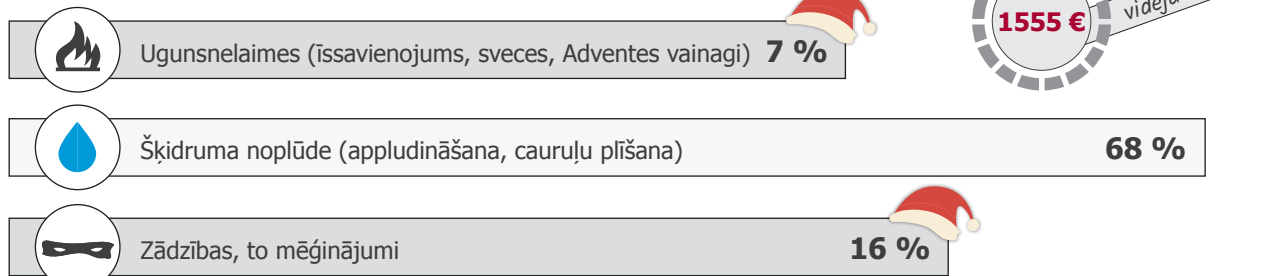 1555 €
Ugunsnelaimes (īssavienojums, sveces, Adventes vainagi) 7 %
Šķidruma noplūde (appludināšana, cauruļu plīšana) 68 %
Zādzības, to mēģinājumi 16 %